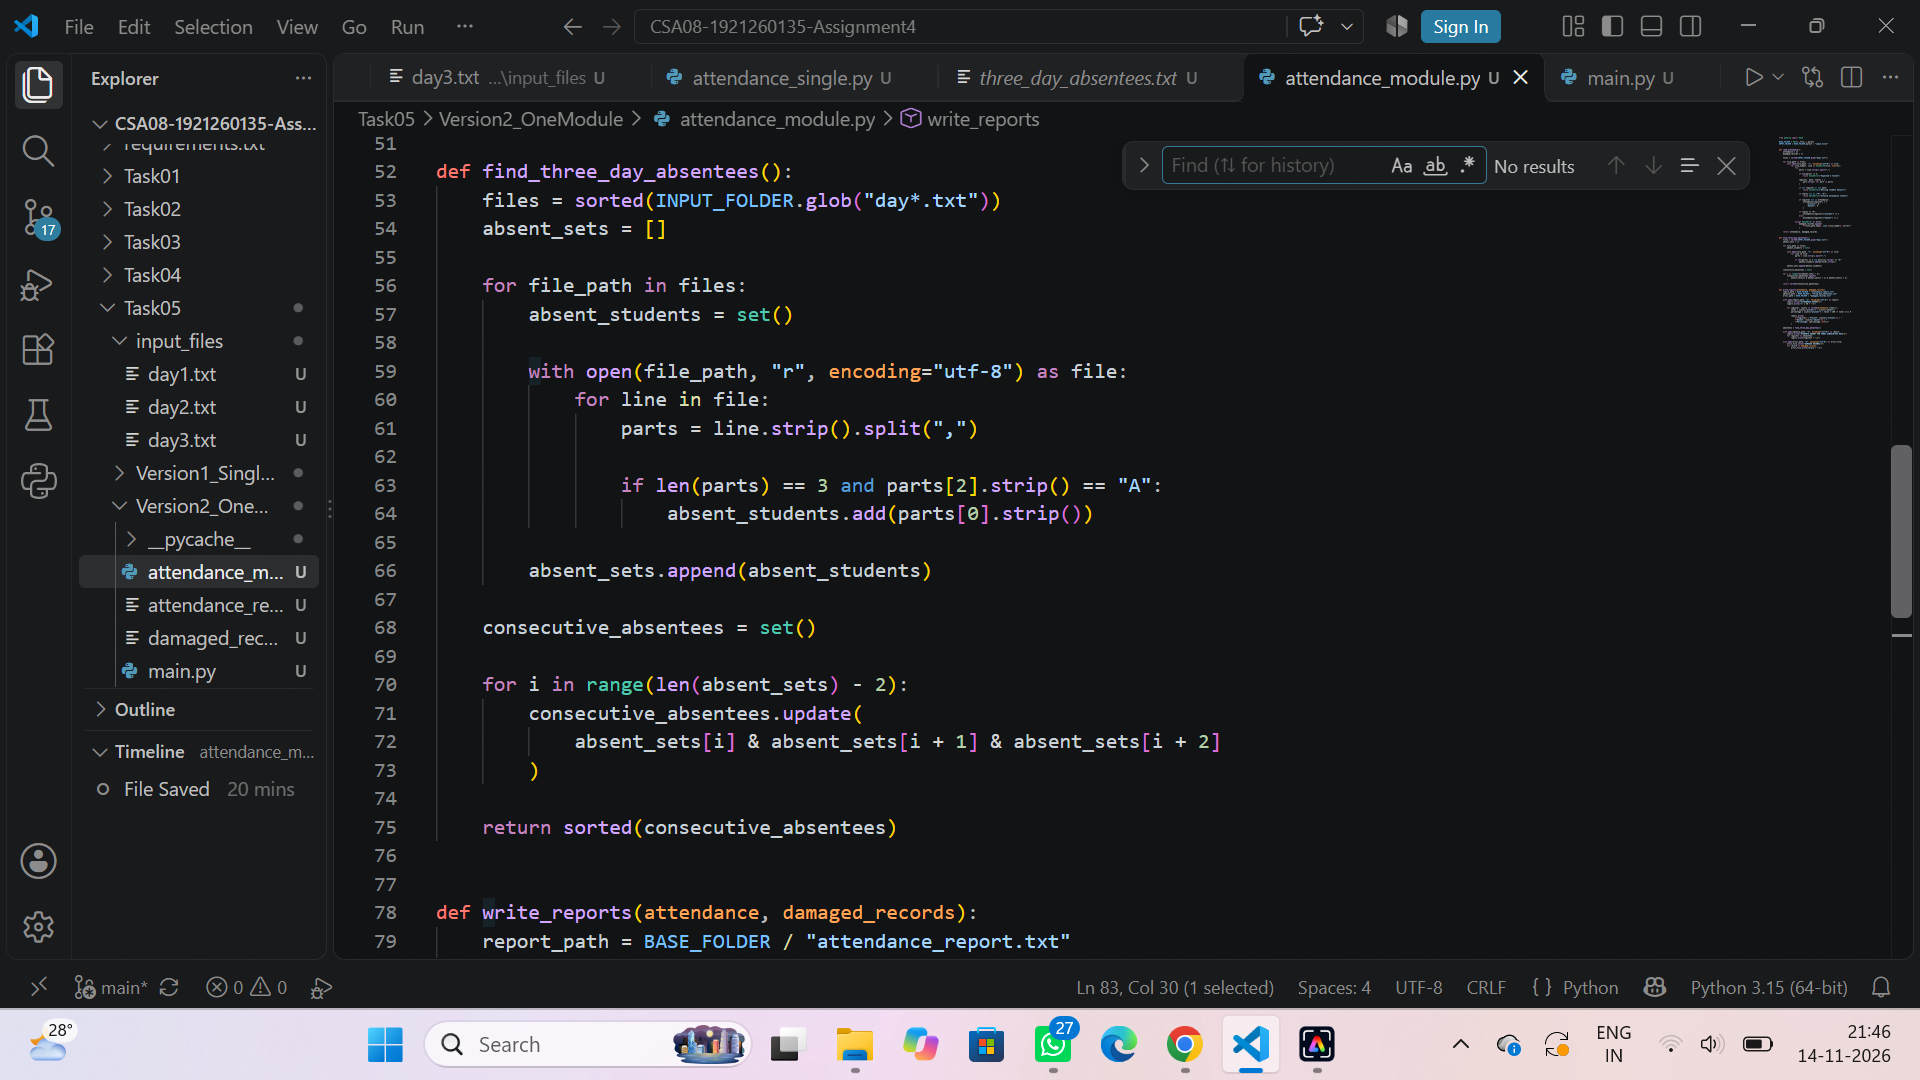 File Edit Selection View Go Run ··· CSA08-1921260135-Assignment4 Sign In
Explorer
CSA08-1921260135-Ass...
requirements.txt
Task01
Task02
Task03
Task04
Task05
input_files
day1.txt U
day2.txt U
day3.txt U
Version1_Singl...
Version2_One...
__pycache__
attendance_m... U
attendance_re... U
damaged_rec... U
main.py U
Outline
Timeline attendance_m...
File Saved 20 mins
17
day3.txt ...\input_files U attendance_single.py U three_day_absentees.txt U attendance_module.py U main.py U
Task05 > Version2_OneModule > attendance_module.py > write_reports
Find (⇅ for history) Aa ab .* No results
51
52 def find_three_day_absentees():
53 files = sorted(INPUT_FOLDER.glob("day*.txt"))
54 absent_sets = []
55
56 for file_path in files:
57 absent_students = set()
58
59 with open(file_path, "r", encoding="utf-8") as file:
60 for line in file:
61 parts = line.strip().split(",")
62
63 if len(parts) == 3 and parts[2].strip() == "A":
64 absent_students.add(parts[0].strip())
65
66 absent_sets.append(absent_students)
67
68 consecutive_absentees = set()
69
70 for i in range(len(absent_sets) - 2):
71 consecutive_absentees.update(
72 absent_sets[i] & absent_sets[i + 1] & absent_sets[i + 2]
73 )
74
75 return sorted(consecutive_absentees)
76
77
78 def write_reports(attendance, damaged_records):
79 report_path = BASE_FOLDER / "attendance_report.txt"
main* 0 0 Ln 83, Col 30 (1 selected) Spaces: 4 UTF-8 CRLF { } Python Python 3.15 (64-bit)
28° Search 27 ENG IN 21:46
14-11-2026